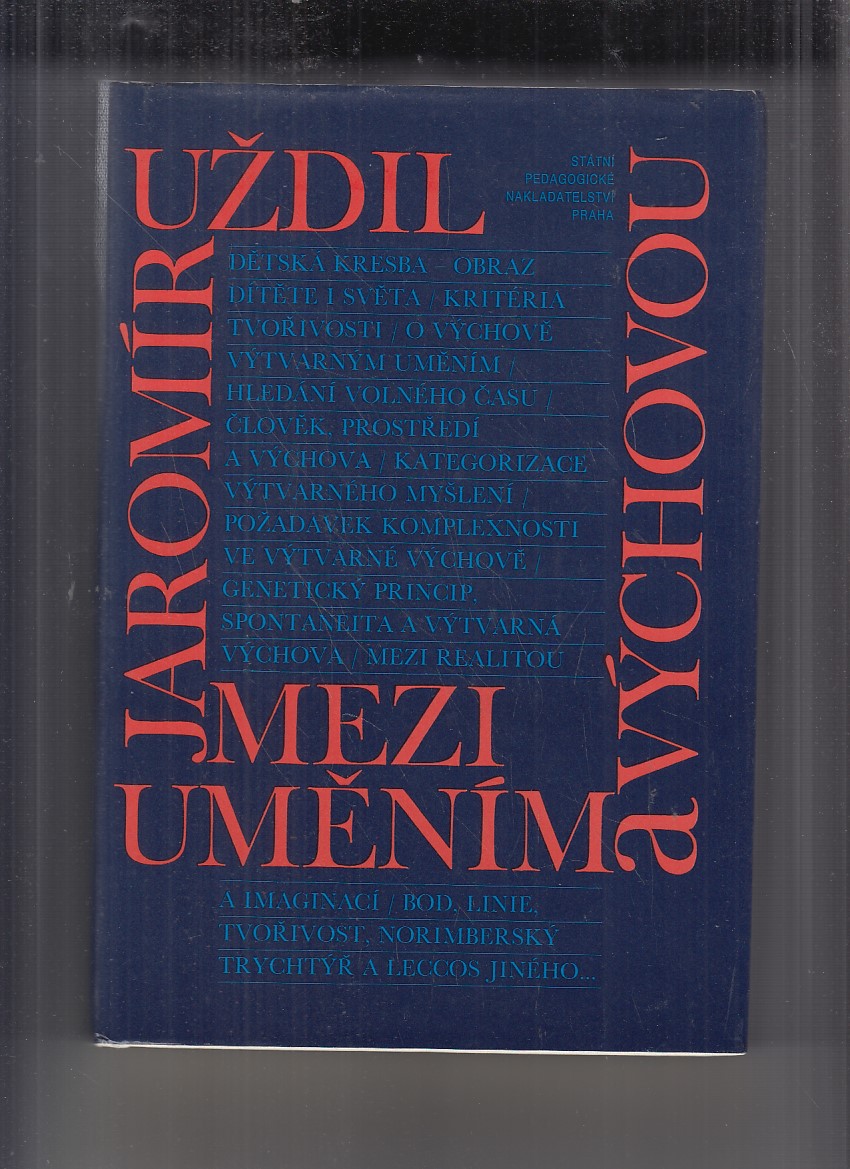 JAROMÍR
UŽDIL
STÁTNÍ
PEDAGOGICKÉ
NAKLADATELSTVÍ
PRAHA
DĚTSKÁ KRESBA – OBRAZ
DÍTĚTE I SVĚTA / KRITÉRIA
TVOŘIVOSTI / O VÝCHOVĚ
VÝTVARNÝM UMĚNÍM /
HLEDÁNÍ VOLNÉHO ČASU /
ČLOVĚK, PROSTŘEDÍ
A VÝCHOVA / KATEGORIZACE
VÝTVARNÉHO MYŠLENÍ /
POŽADAVEK KOMPLEXNOSTI
VE VÝTVARNÉ VÝCHOVĚ /
GENETICKÝ PRINCIP,
SPONTANEITA A VÝTVARNÁ
VÝCHOVA / MEZI REALITOU
MEZI
UMĚNÍM
a VÝCHOVOU
A IMAGINACÍ / BOD, LINIE,
TVOŘIVOST, NORIMBERSKÝ
TRYCHTÝŘ A LECCOS JINÉHO...